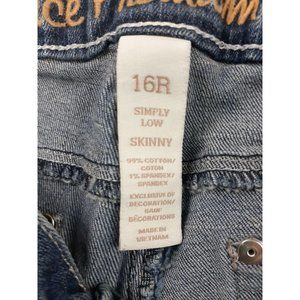 16R
SIMPLY
LOW
SKINNY
99% COTTON/
COTON
1% SPANDEX/
SPANDEX
EXCLUSIVE OF
DECORATION/
SAUF
DÉCORATIONS
MADE IN
VIETNAM